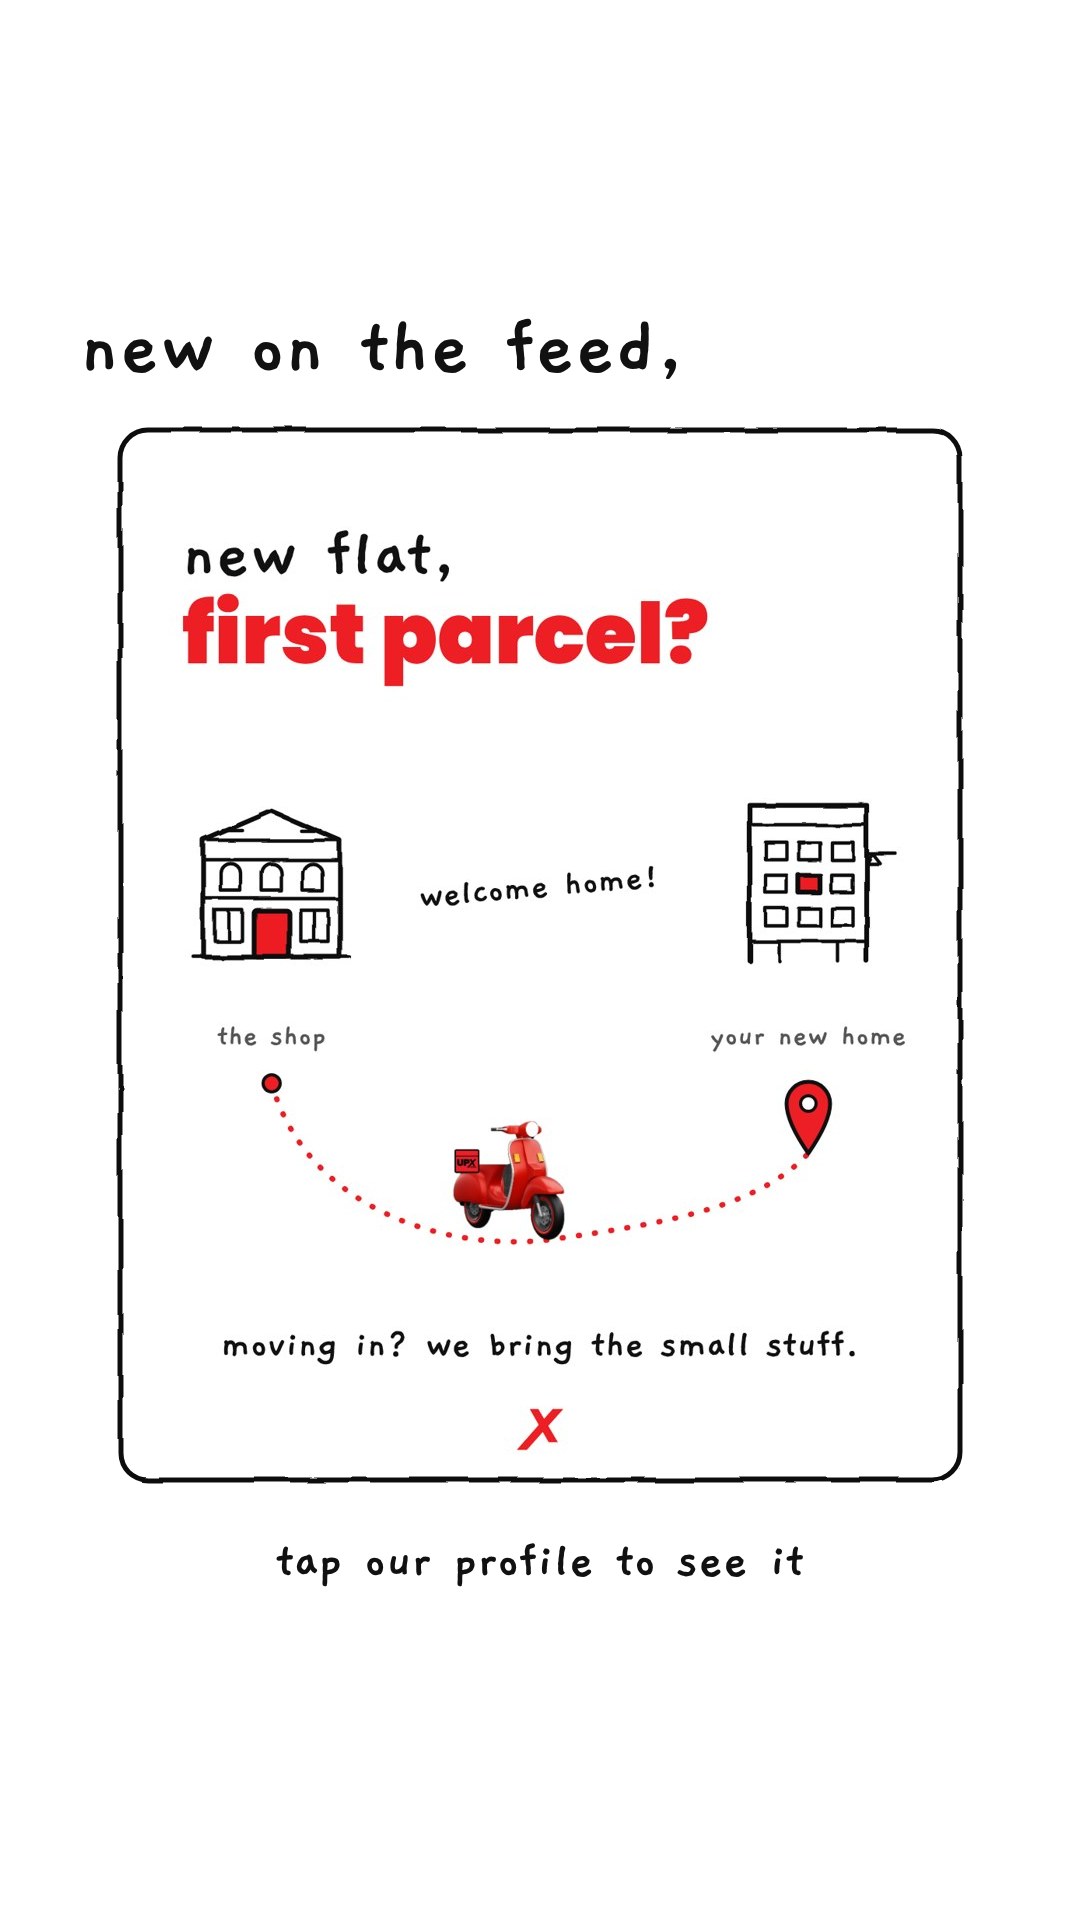 new on the feed,
new flat,
first parcel?
welcome home!
the shop
your new home
UPX
moving in? we bring the small stuff.
X
tap our profile to see it